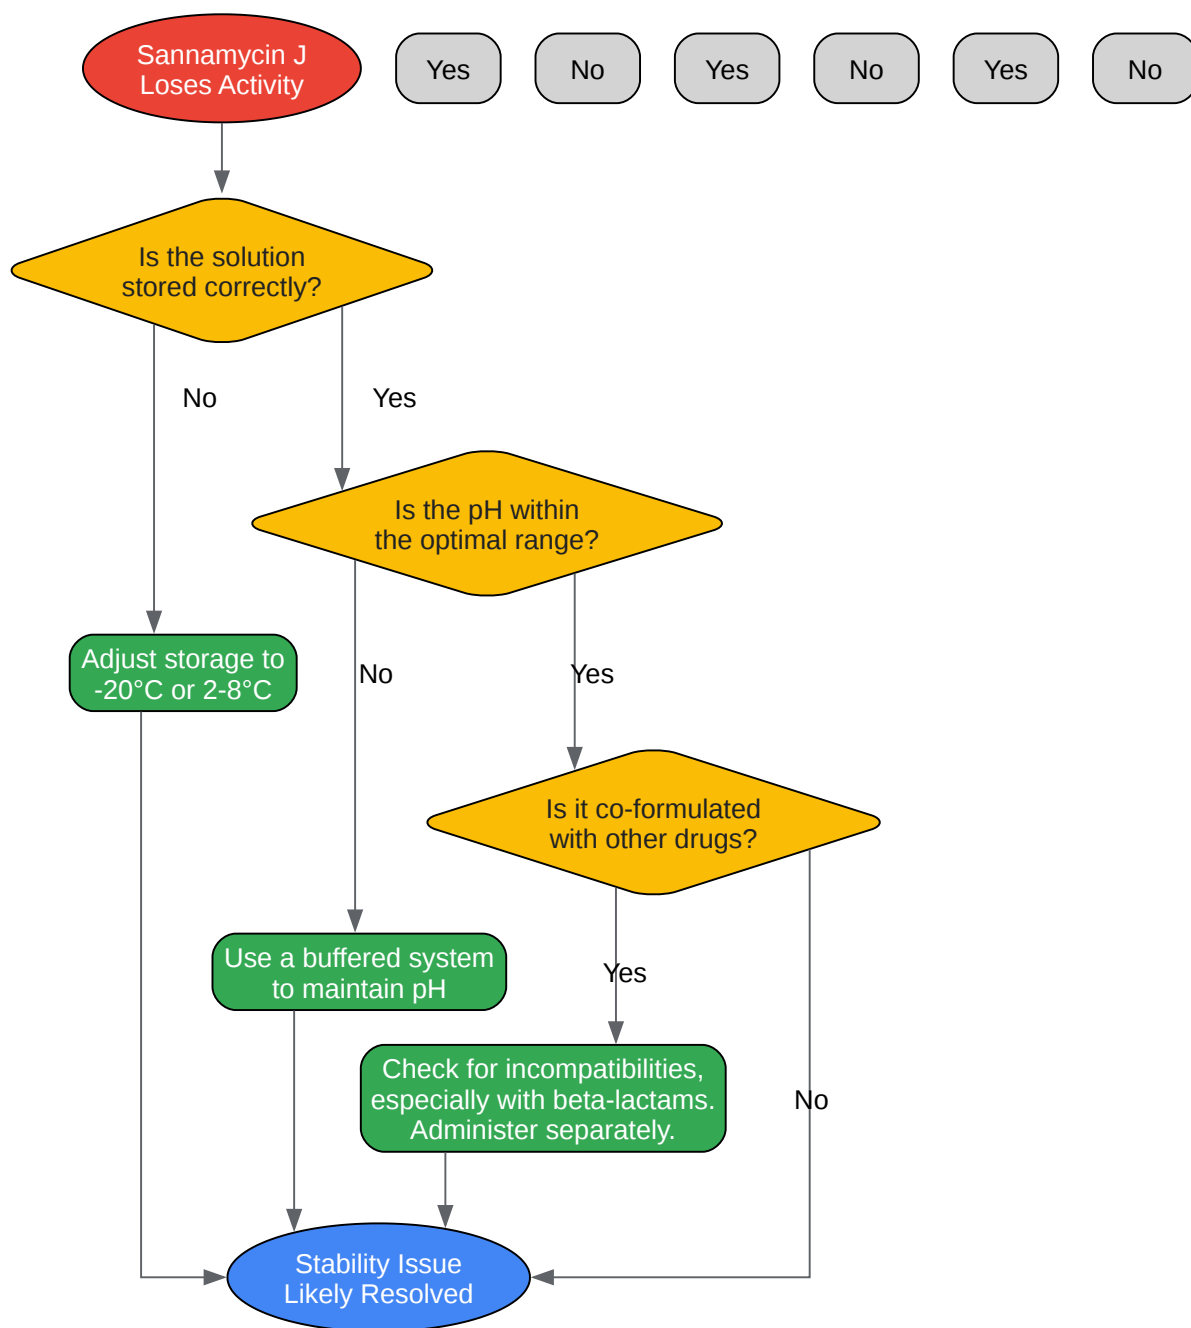 Sannamycin J
Loses Activity
Yes
No
Yes
No
Yes
No
Is the solution
stored correctly?
No
Yes
Is the pH within
the optimal range?
Adjust storage to
-20°C or 2-8°C
No
Yes
Is it co-formulated
with other drugs?
Use a buffered system
to maintain pH
Yes
Check for incompatibilities,
especially with beta-lactams.
Administer separately.
No
Stability Issue
Likely Resolved